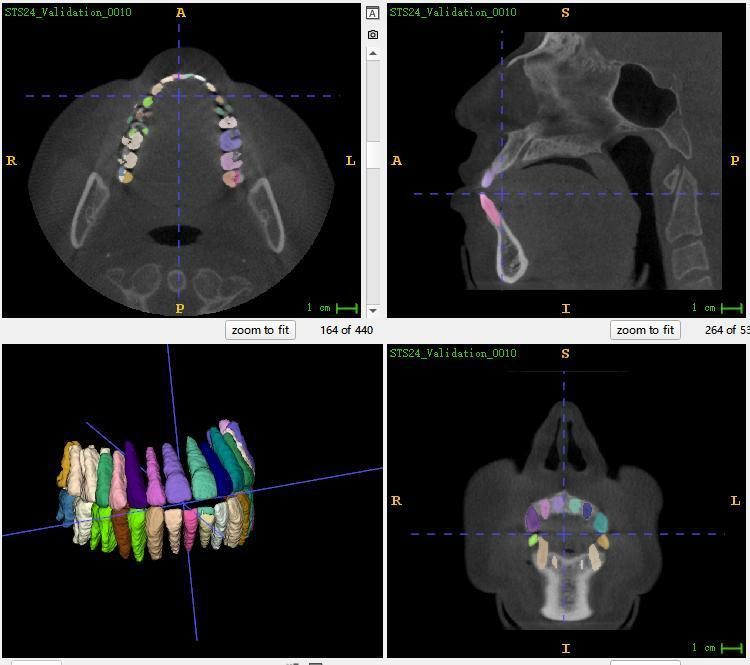 STS24_Validation_0010
A
R
L
P
1 cm
zoom to fit
164 of 440
A
STS24_Validation_0010
S
A
P
I
1 cm
zoom to fit
264 of 53
STS24_Validation_0010
S
R
L
I
1 cm